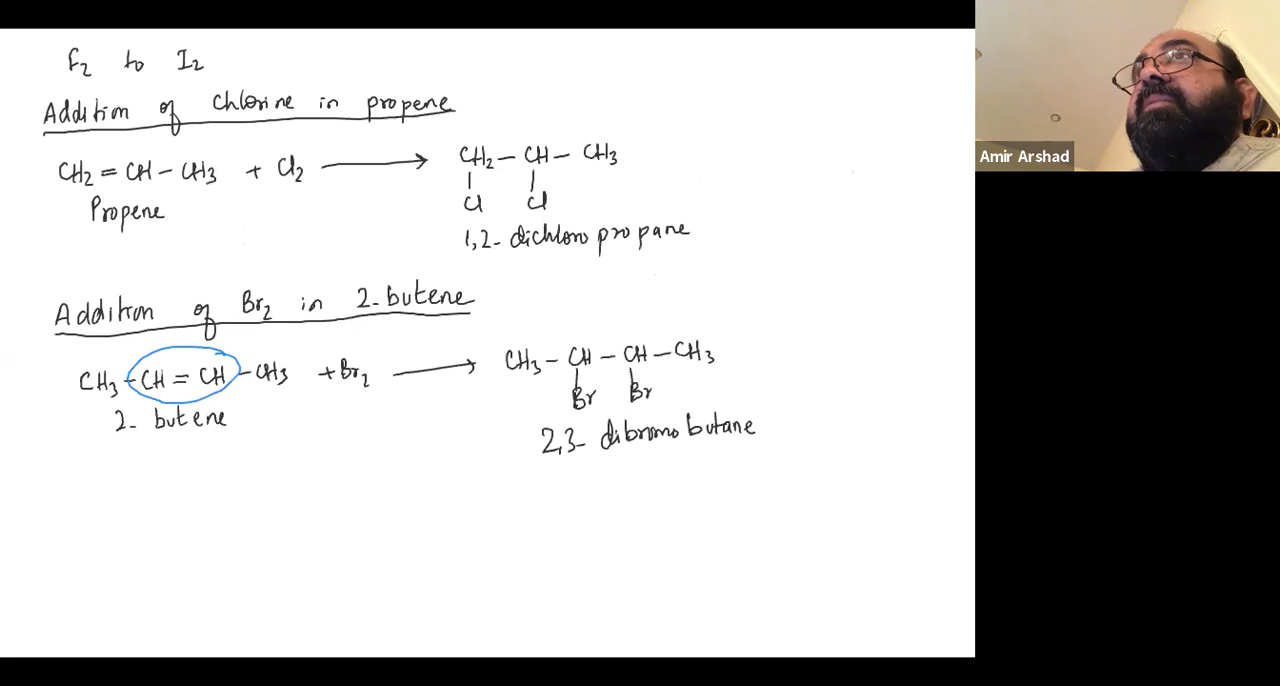 F2 to I2
Addition of Chlorine in propene
CH2 = CH – CH3 + Cl2 ⟶ CH2 – CH – CH3
Cl Cl
Propene
1,2- dichloro propane
Addition of Br2 in 2-butene
CH3 – CH = CH – CH3 + Br2 ⟶ CH3 – CH – CH – CH3
Br Br
2- butene
2,3- dibromo butane
Amir Arshad